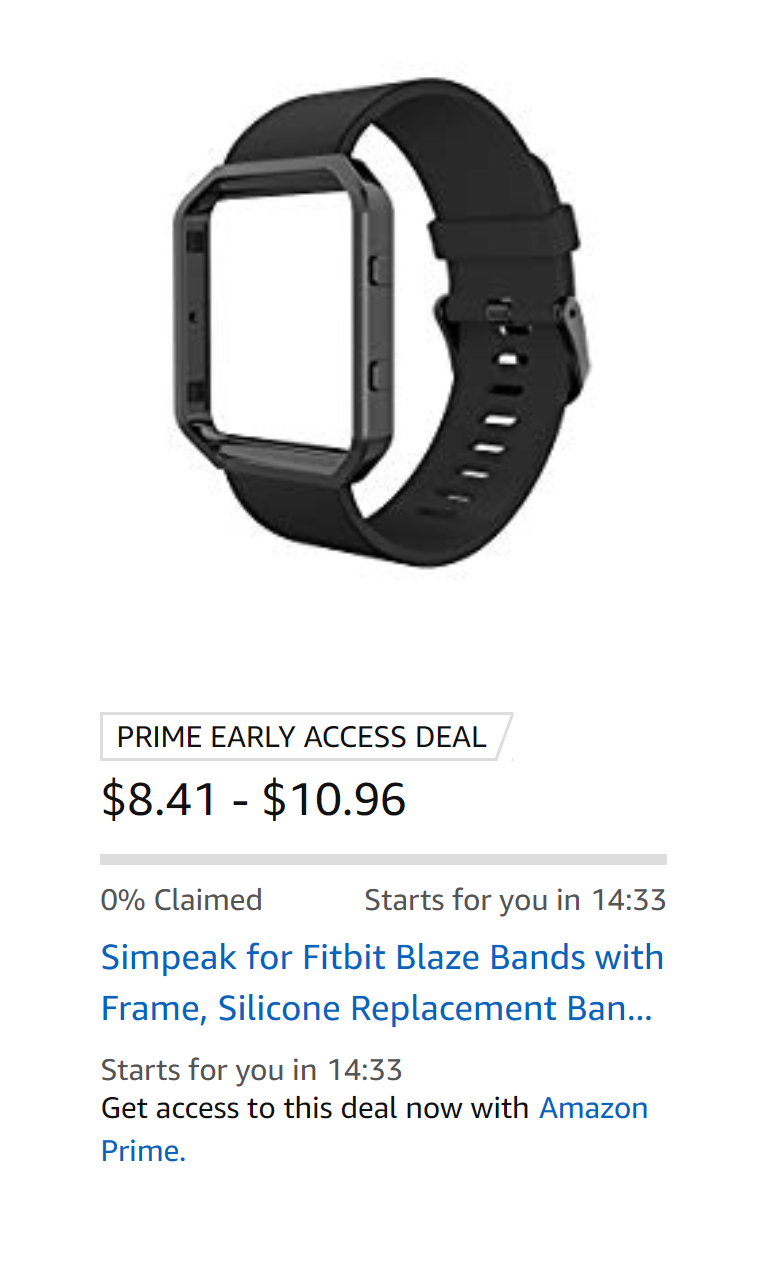 PRIME EARLY ACCESS DEAL
$8.41 - $10.96
0% Claimed Starts for you in 14:33
Simpeak for Fitbit Blaze Bands with
Frame, Silicone Replacement Ban...
Starts for you in 14:33
Get access to this deal now with Amazon
Prime.